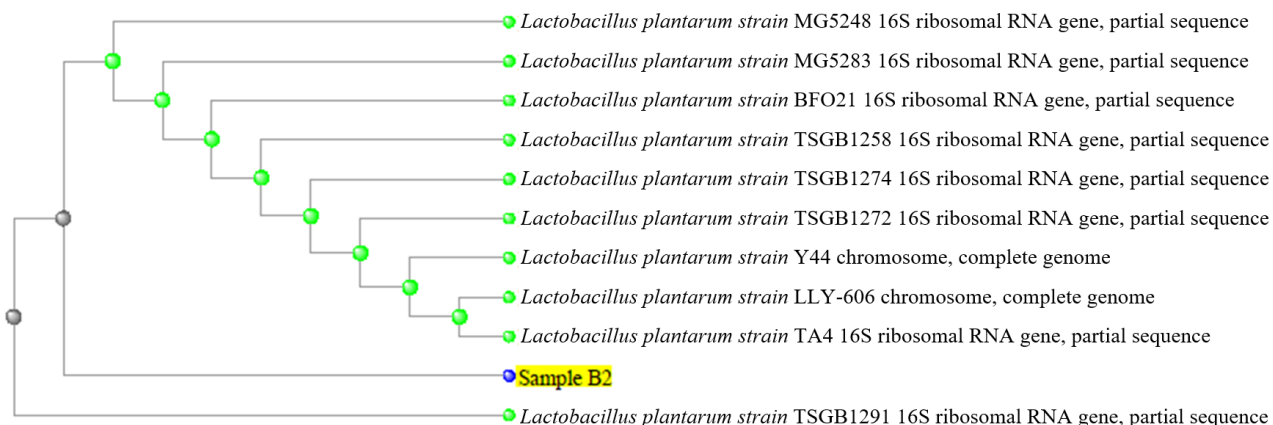 Lactobacillus plantarum strain MG5248 16S ribosomal RNA gene, partial sequence
Lactobacillus plantarum strain MG5283 16S ribosomal RNA gene, partial sequence
Lactobacillus plantarum strain BFO21 16S ribosomal RNA gene, partial sequence
Lactobacillus plantarum strain TSGB1258 16S ribosomal RNA gene, partial sequence
Lactobacillus plantarum strain TSGB1274 16S ribosomal RNA gene, partial sequence
Lactobacillus plantarum strain TSGB1272 16S ribosomal RNA gene, partial sequence
Lactobacillus plantarum strain Y44 chromosome, complete genome
Lactobacillus plantarum strain LLY-606 chromosome, complete genome
Lactobacillus plantarum strain TA4 16S ribosomal RNA gene, partial sequence
Sample B2
Lactobacillus plantarum strain TSGB1291 16S ribosomal RNA gene, partial sequence